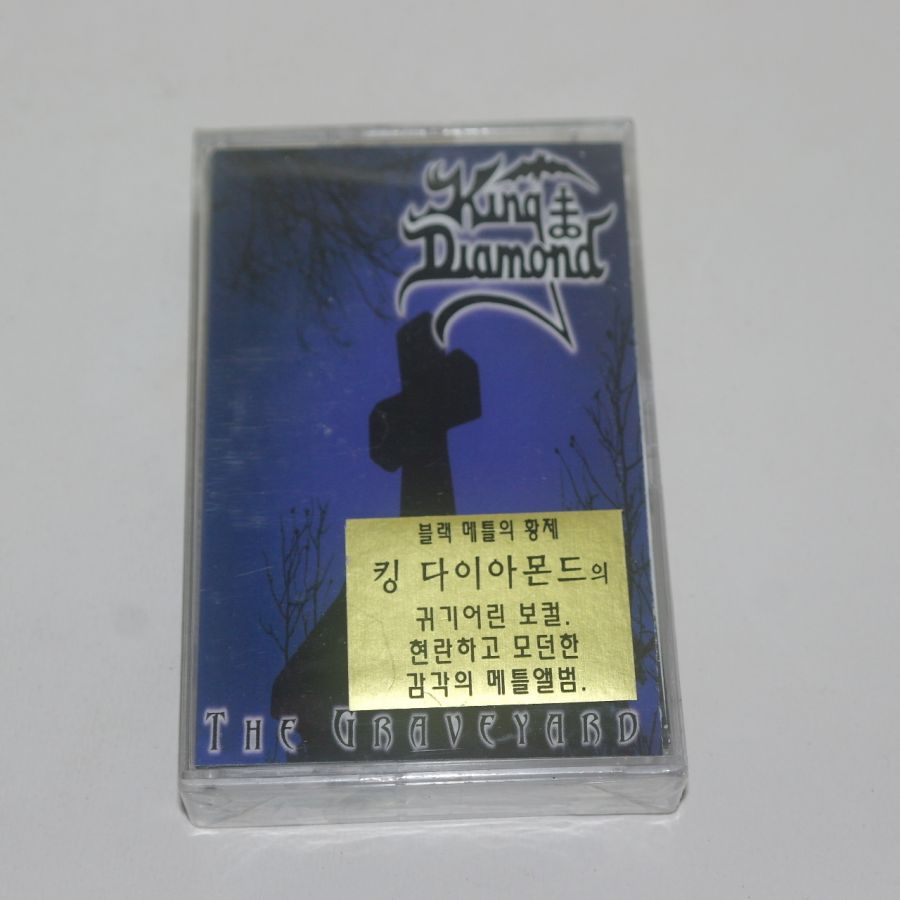 King
Diamond
블랙 메틀의 황제
킹 다이아몬드의
귀기어린 보컬.
현란하고 모던한
감각의 메틀앨범.
THE GRAVEYARD